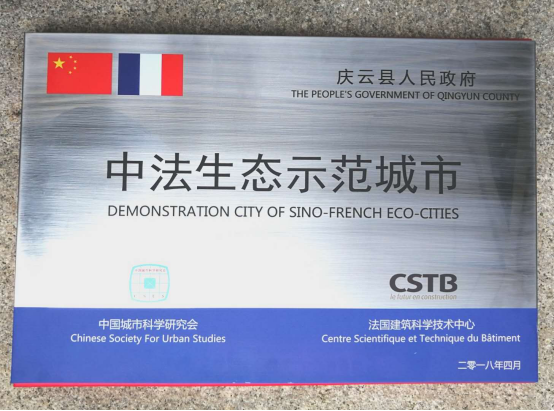 庆云县人民政府
THE PEOPLE'S GOVERNMENT OF QINGYUN COUNTY
中法生态示范城市
DEMONSTRATION CITY OF SINO-FRENCH ECO-CITIES
CSTB
le futur en construction
中国城市科学研究会
Chinese Society For Urban Studies
法国建筑科学技术中心
Centre Scientifique et Technique du Bâtiment
二零一八年四月